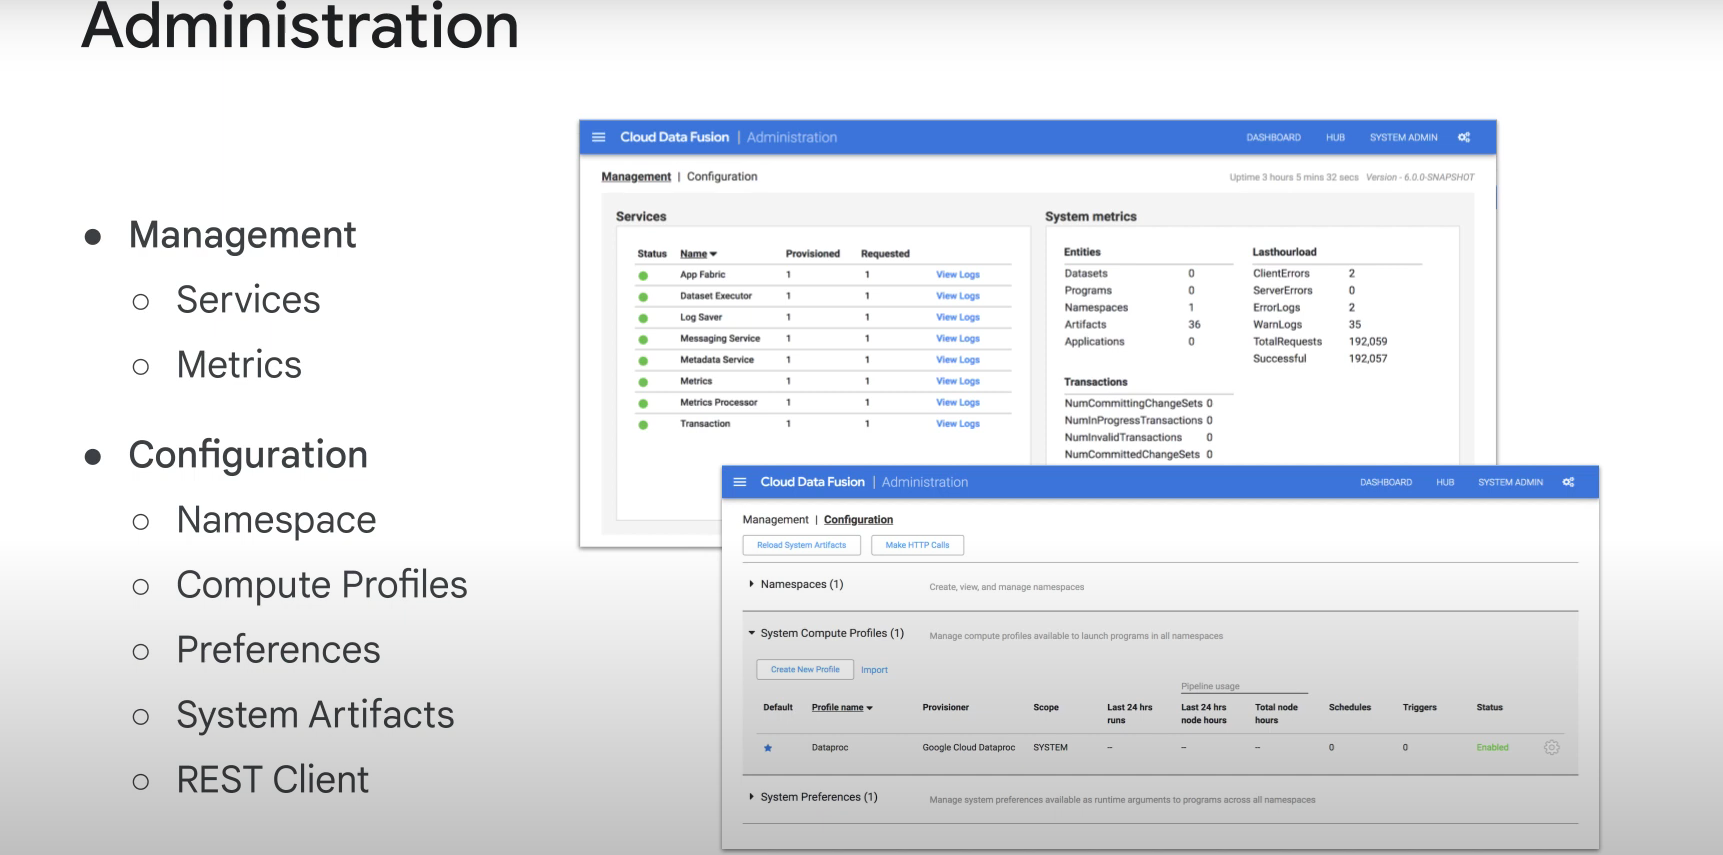 Administration
Management
Services
Metrics
Configuration
Namespace
Compute Profiles
Preferences
System Artifacts
REST Client
Cloud Data Fusion | Administration DASHBOARD HUB SYSTEM ADMIN
Management | Configuration Uptime 3 hours 5 mins 32 secs Version - 6.0.0-SNAPSHOT
Services
Status Name Provisioned Requested
App Fabric 1 1 View Logs
Dataset Executor 1 1 View Logs
Log Saver 1 1 View Logs
Messaging Service 1 1 View Logs
Metadata Service 1 1 View Logs
Metrics 1 1 View Logs
Metrics Processor 1 1 View Logs
Transaction 1 1 View Logs
System metrics
Entities
Datasets 0
Programs 0
Namespaces 1
Artifacts 36
Applications 0
Transactions
NumCommittingChangeSets 0
NumInProgressTransactions 0
NumInvalidTransactions 0
NumCommittedChangeSets 0
Lasthourload
ClientErrors 2
ServerErrors 0
ErrorLogs 2
WarnLogs 35
TotalRequests 192,059
Successful 192,057
Cloud Data Fusion | Administration DASHBOARD HUB SYSTEM ADMIN
Management | Configuration
Reload System Artifacts Make HTTP Calls
Namespaces (1) Create, view, and manage namespaces
System Compute Profiles (1) Manage compute profiles available to launch programs in all namespaces
Create New Profile Import
Pipeline usage
Default Profile name Provisioner Scope Last 24 hrs runs Last 24 hrs node hours Total node hours Schedules Triggers Status
Dataproc Google Cloud Dataproc SYSTEM -- -- -- 0 0 Enabled
System Preferences (1) Manage system preferences available as runtime arguments to programs across all namespaces